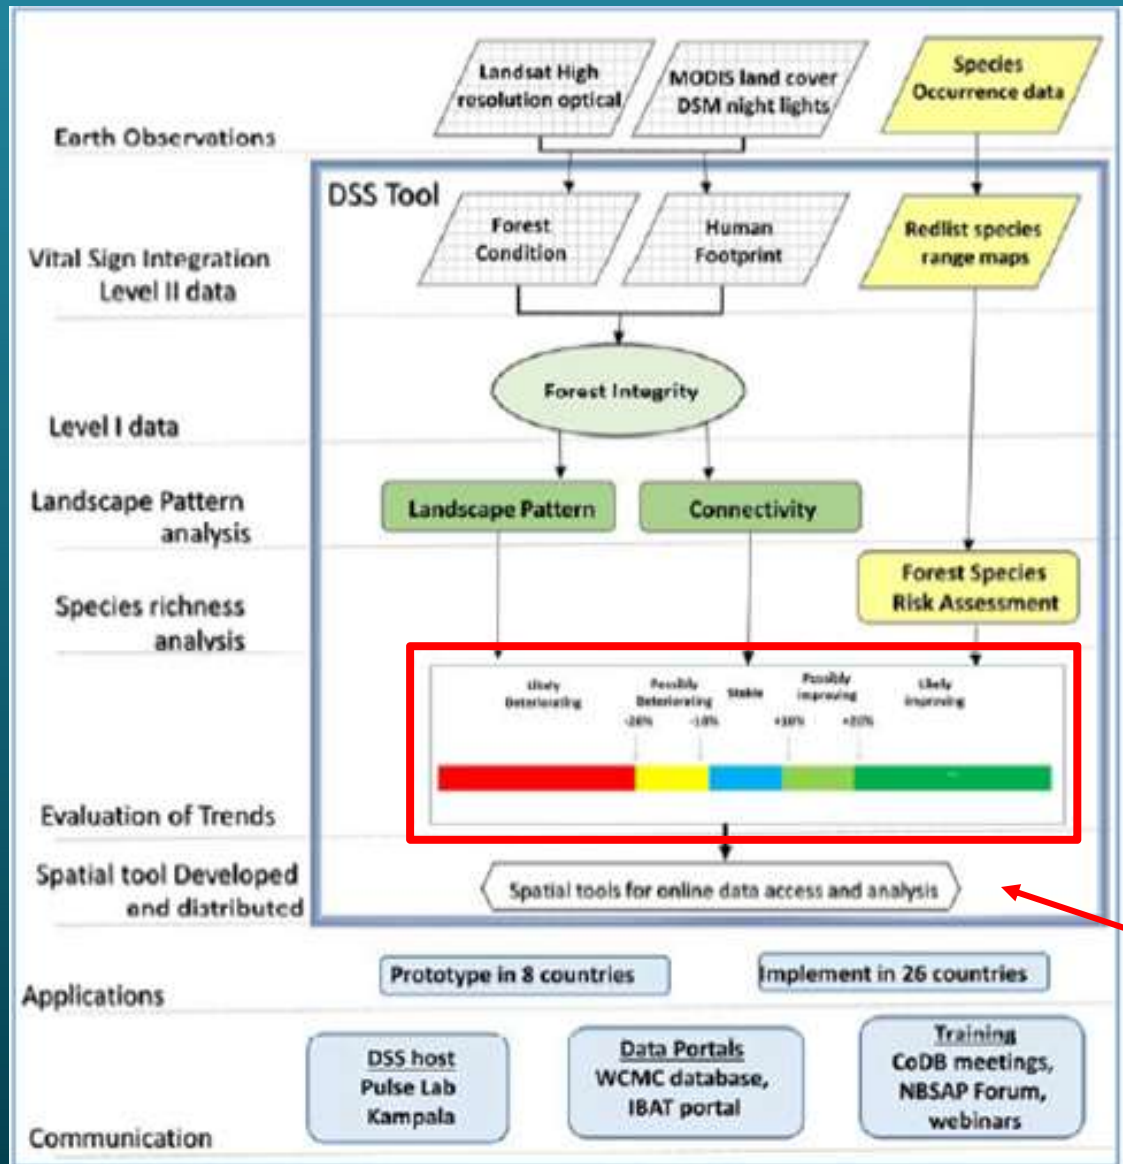 Landsat High
resolution optical
MODIS land cover
DSM night lights
Species
Occurrence data
Earth Observations
DSS Tool
Forest
Condition
Human
Footprint
Redlist species
range maps
Vital Sign Integration
Level II data
Forest Integrity
Level I data
Landscape Pattern
analysis
Landscape Pattern
Connectivity
Forest Species
Risk Assessment
Species richness
analysis
Likely
Deteriorating
Possibly
Deteriorating
Stable
Possibly
improving
Likely
improving
-20%
-10%
+10%
+20%
Evaluation of Trends
Spatial tool Developed
and distributed
Spatial tools for online data access and analysis
Prototype in 8 countries
Implement in 26 countries
Applications
DSS host
Pulse Lab
Kampala
Data Portals
WCMC database,
IBAT portal
Training
CoDB meetings,
NBSAP Forum,
webinars
Communication